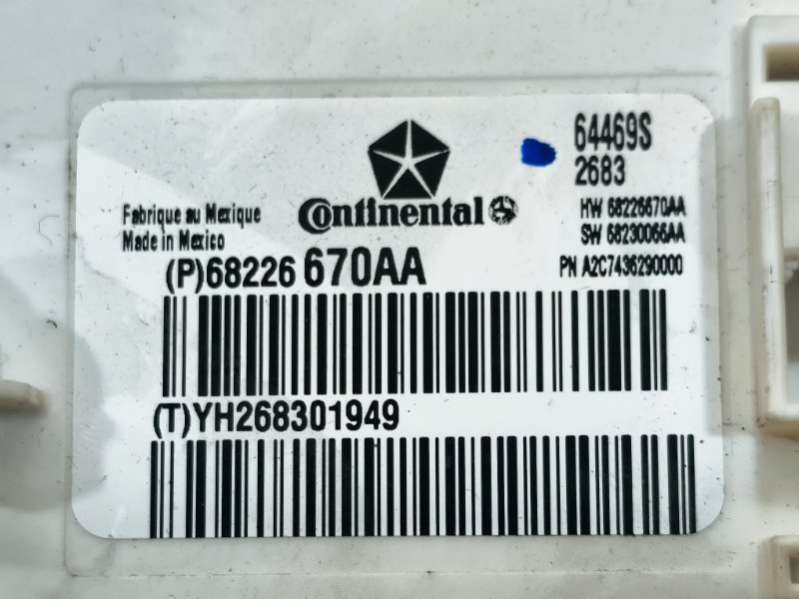 64469S
2683
Continental
Fabrique au Mexique
Made in Mexico
HW 68226670AA
SW 68230066AA
PN A2C7436290000
(P)68226 670AA
(T)YH268301949